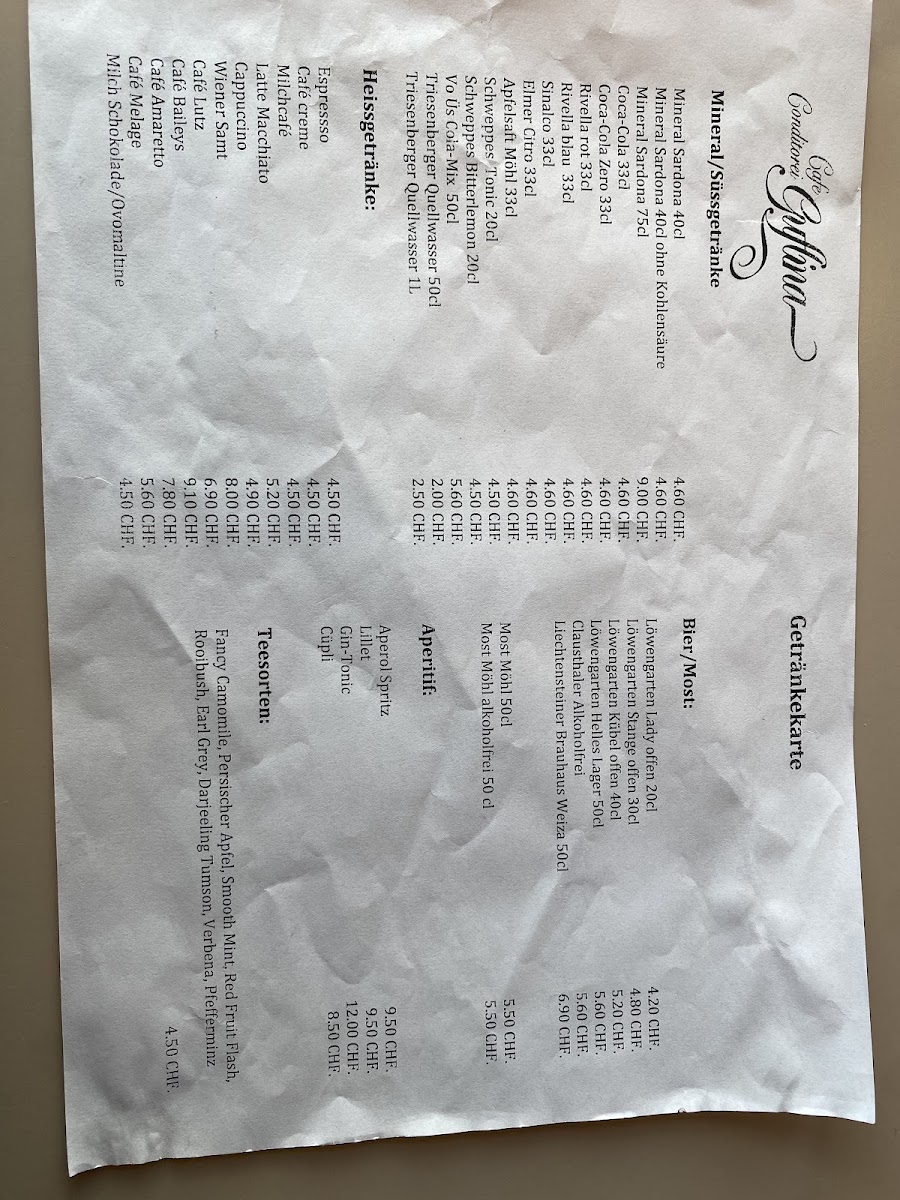 Cafe
Conditorei Guflina
Getränkekarte
Mineral/Süssgetränke
Mineral Sardona 40cl 4.60 CHF.
Mineral Sardona 40cl ohne Kohlensäure 4.60 CHF.
Mineral Sardona 75cl 9.00 CHF.
Coca-Cola 33cl 4.60 CHF.
Coca-Cola Zero 33cl 4.60 CHF.
Rivella rot 33cl 4.60 CHF.
Rivella blau 33cl 4.60 CHF.
Sinalco 33cl 4.60 CHF.
Elmer Citro 33cl 4.60 CHF.
Apfelsaft Möhl 33cl 4.60 CHF.
Schweppes Tonic 20cl 4.50 CHF.
Schweppes Bitterlemon 20cl 4.50 CHF.
Vo Üs Cola-Mix 50cl 5.60 CHF.
Triesenberger Quellwasser 50cl 2.00 CHF.
Triesenberger Quellwasser 1L 2.50 CHF.
Heissgetränke:
Espressso 4.50 CHF.
Café creme 4.50 CHF.
Milchcafé 4.50 CHF.
Latte Macchiato 5.20 CHF.
Cappuccino 4.90 CHF.
Wiener Samt 8.00 CHF.
Café Lutz 6.90 CHF.
Café Baileys 9.10 CHF.
Café Amaretto 7.80 CHF.
Café Melage 5.60 CHF.
Milch Schokolade/Ovomaltine 4.50 CHF.
Bier/Most:
Löwengarten Lady offen 20cl 4.20 CHF.
Löwengarten Stange offen 30cl 4.80 CHF.
Löwengarten Kübel offen 40cl 5.20 CHF.
Löwengarten Helles Lager 50cl 5.60 CHF.
Clausthaler Alkoholfrei 5.60 CHF.
Liechtensteiner Brauhaus Weiza 50cl 6.90 CHF.
Most Möhl 50cl 5.50 CHF.
Most Möhl alkoholfrei 50 cl 5.50 CHF.
Aperitif:
Aperol Spritz 9.50 CHF.
Lillet 9.50 CHF.
Gin-Tonic 12.00 CHF.
Cüpli 8.50 CHF.
Teesorten:
Fancy Camomile, Persischer Apfel, Smooth Mint, Red Fruit Flash,
Rooibush, Earl Grey, Darjeeling Tumson, Verbena, Pfefferminz
4.50 CHF.